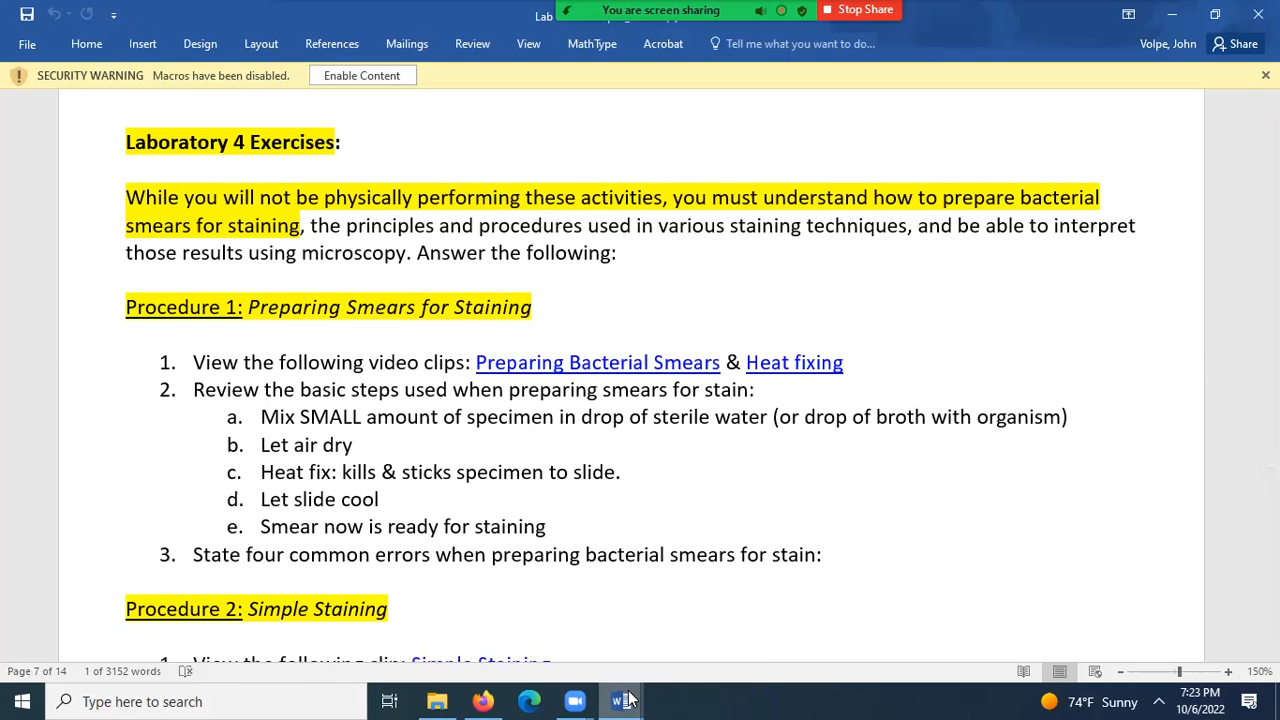 Lab
You are screen sharing
Stop Share
File Home Insert Design Layout References Mailings Review View MathType Acrobat Tell me what you want to do... Volpe, John Share
SECURITY WARNING Macros have been disabled. Enable Content
Laboratory 4 Exercises:
While you will not be physically performing these activities, you must understand how to prepare bacterial
smears for staining, the principles and procedures used in various staining techniques, and be able to interpret
those results using microscopy. Answer the following:
Procedure 1: Preparing Smears for Staining
1. View the following video clips: Preparing Bacterial Smears & Heat fixing
2. Review the basic steps used when preparing smears for stain:
a. Mix SMALL amount of specimen in drop of sterile water (or drop of broth with organism)
b. Let air dry
c. Heat fix: kills & sticks specimen to slide.
d. Let slide cool
e. Smear now is ready for staining
3. State four common errors when preparing bacterial smears for stain:
Procedure 2: Simple Staining
1. View the following clip: Simple Staining
Page 7 of 14 1 of 3152 words 150%
Type here to search 74°F Sunny 7:23 PM
10/6/2022